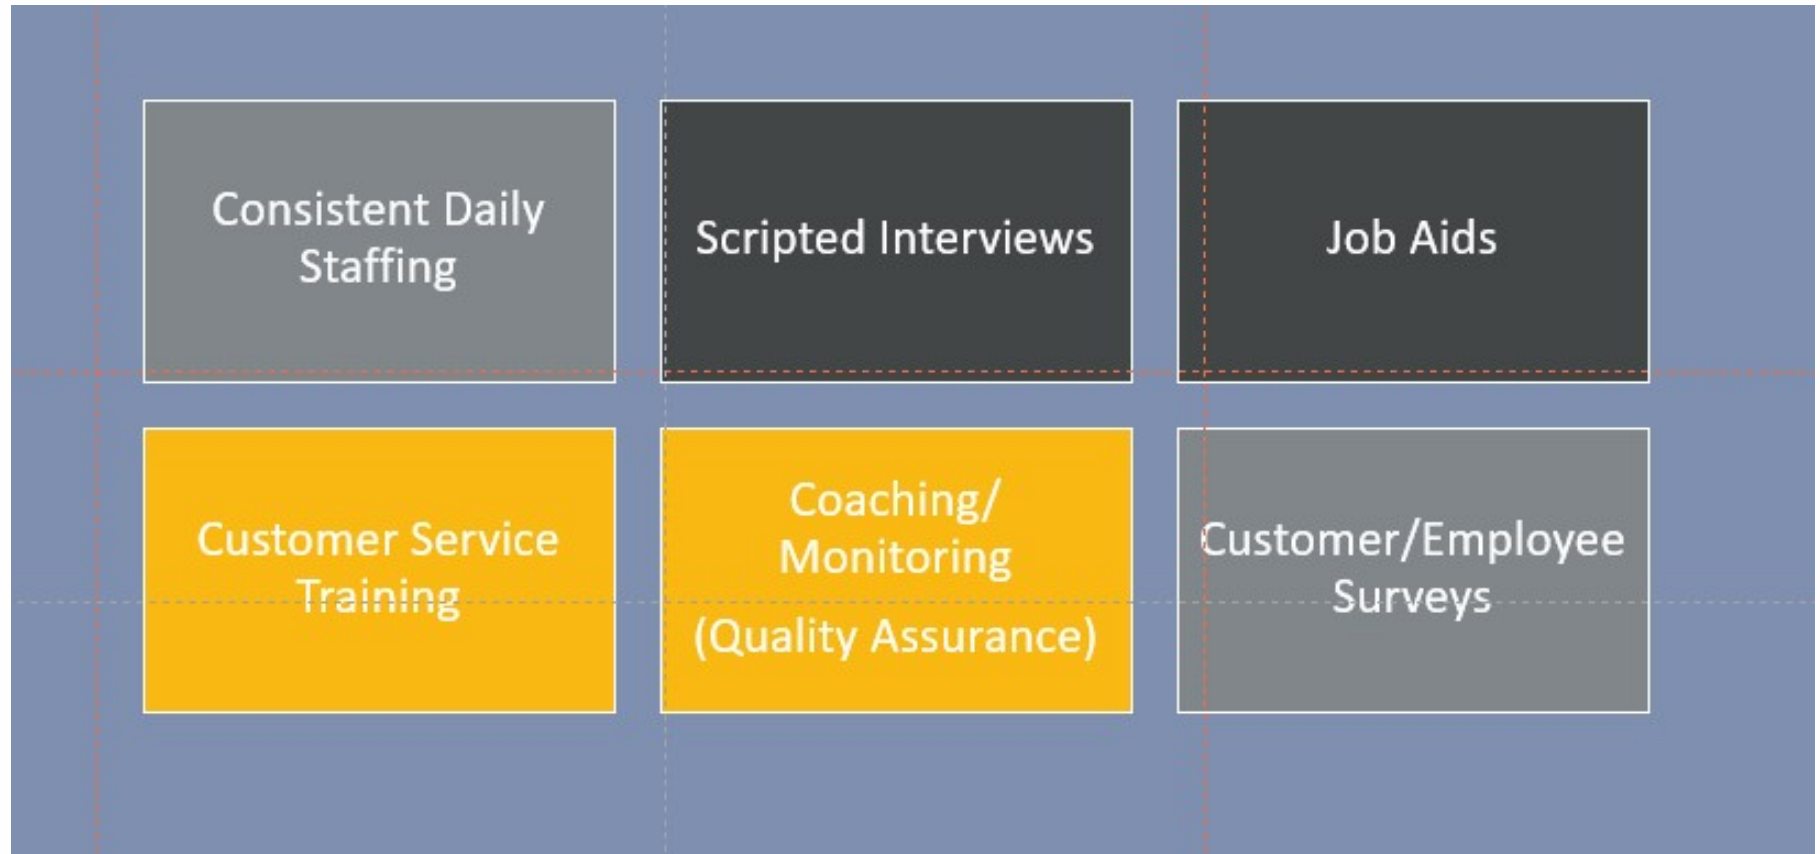 Consistent Daily
Staffing
Scripted Interviews
Job Aids
Customer Service
Training
Coaching/
Monitoring
(Quality Assurance)
Customer/Employee
Surveys